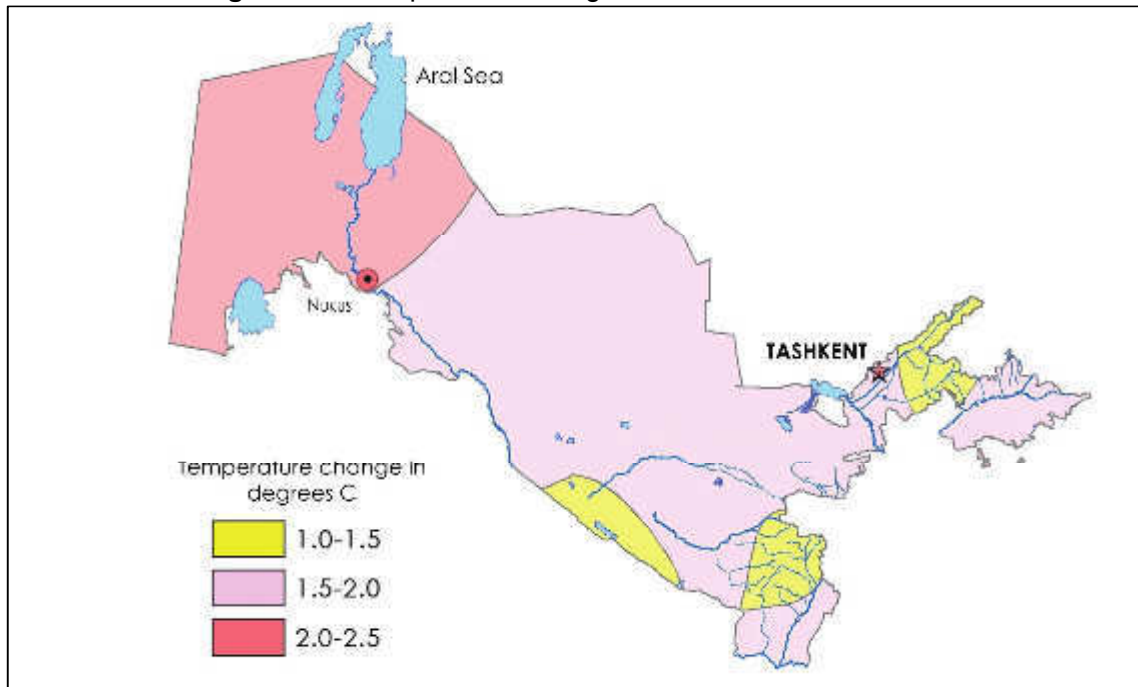 Aral Sea
Nucus
TASHKENT
Temperature change in
degrees C
1.0-1.5
1.5-2.0
2.0-2.5